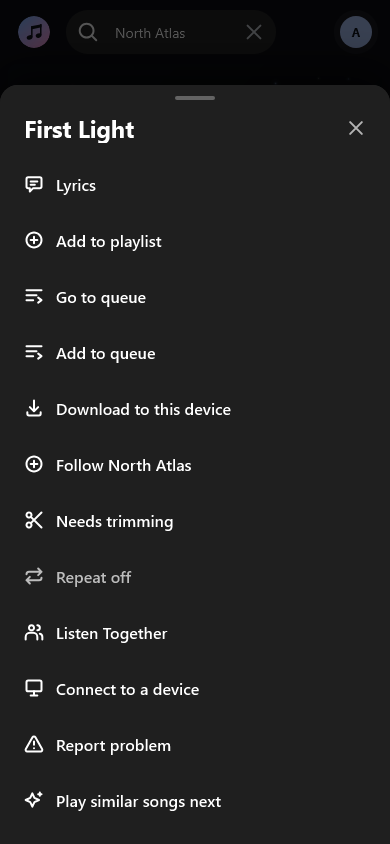 North Atlas
A
First Light
Lyrics
Add to playlist
Go to queue
Add to queue
Download to this device
Follow North Atlas
Needs trimming
Repeat off
Listen Together
Connect to a device
Report problem
Play similar songs next